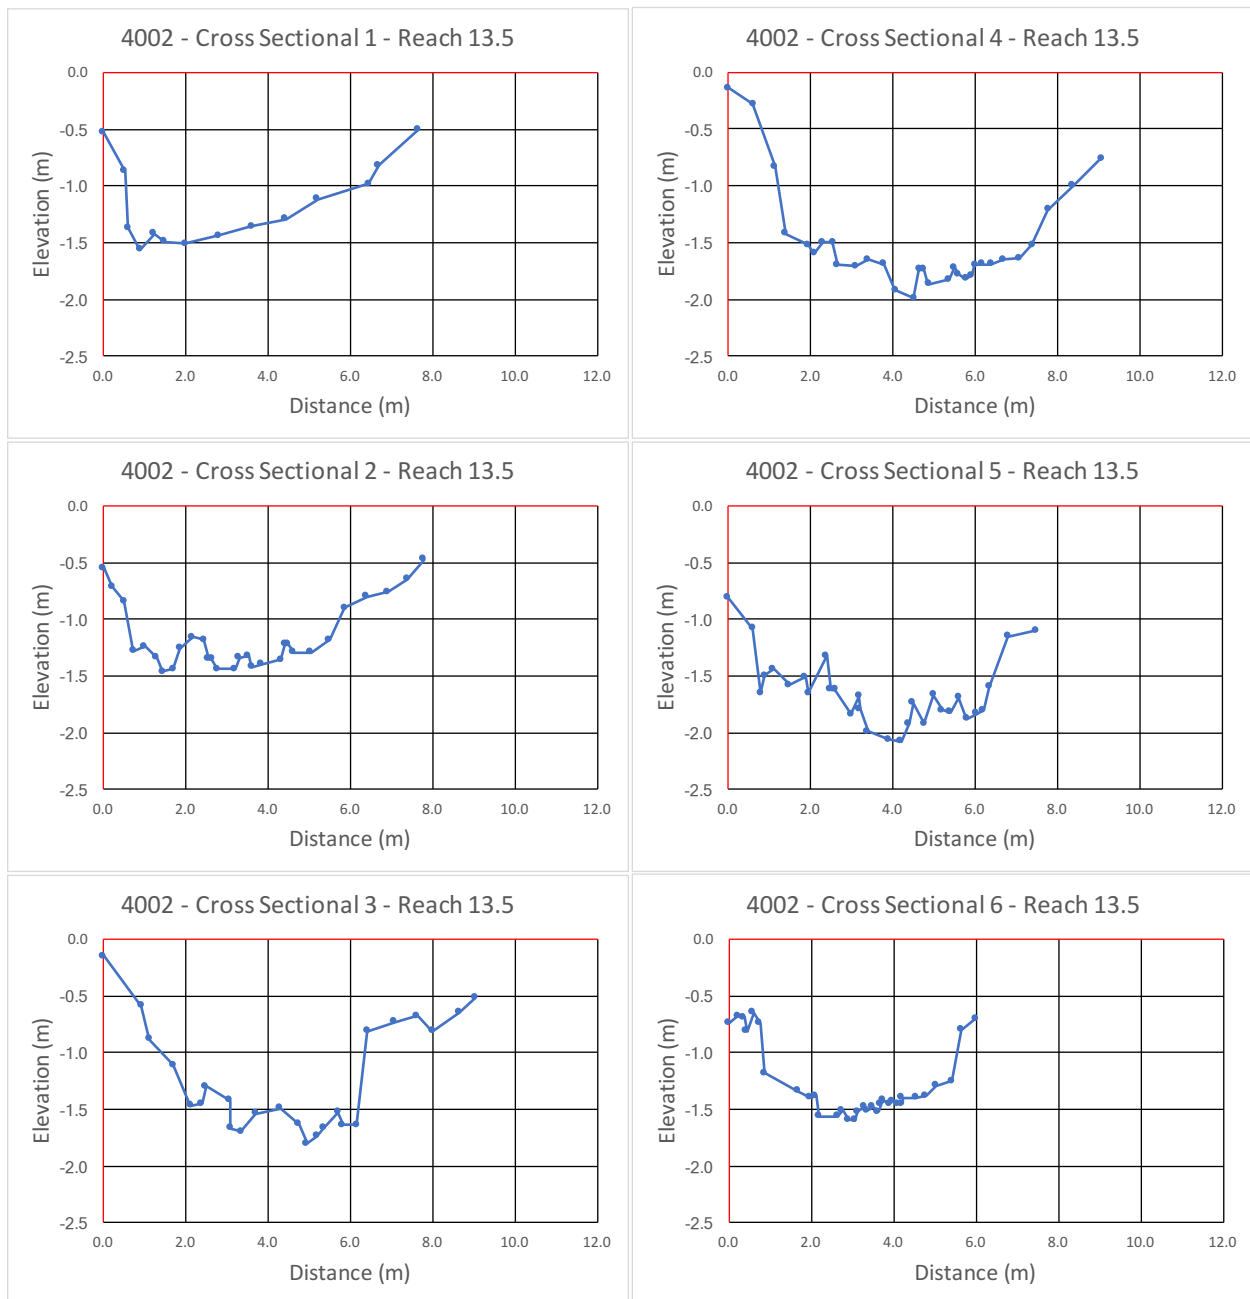 4002 - Cross Sectional 1 - Reach 13.5
0.0
-0.5
-1.0
-1.5
-2.0
-2.5
Elevation (m)
0.0 2.0 4.0 6.0 8.0 10.0 12.0
Distance (m)
4002 - Cross Sectional 4 - Reach 13.5
0.0
-0.5
-1.0
-1.5
-2.0
-2.5
Elevation (m)
0.0 2.0 4.0 6.0 8.0 10.0 12.0
Distance (m)
4002 - Cross Sectional 2 - Reach 13.5
0.0
-0.5
-1.0
-1.5
-2.0
-2.5
Elevation (m)
0.0 2.0 4.0 6.0 8.0 10.0 12.0
Distance (m)
4002 - Cross Sectional 5 - Reach 13.5
0.0
-0.5
-1.0
-1.5
-2.0
-2.5
Elevation (m)
0.0 2.0 4.0 6.0 8.0 10.0 12.0
Distance (m)
4002 - Cross Sectional 3 - Reach 13.5
0.0
-0.5
-1.0
-1.5
-2.0
-2.5
Elevation (m)
0.0 2.0 4.0 6.0 8.0 10.0 12.0
Distance (m)
4002 - Cross Sectional 6 - Reach 13.5
0.0
-0.5
-1.0
-1.5
-2.0
-2.5
Elevation (m)
0.0 2.0 4.0 6.0 8.0 10.0 12.0
Distance (m)